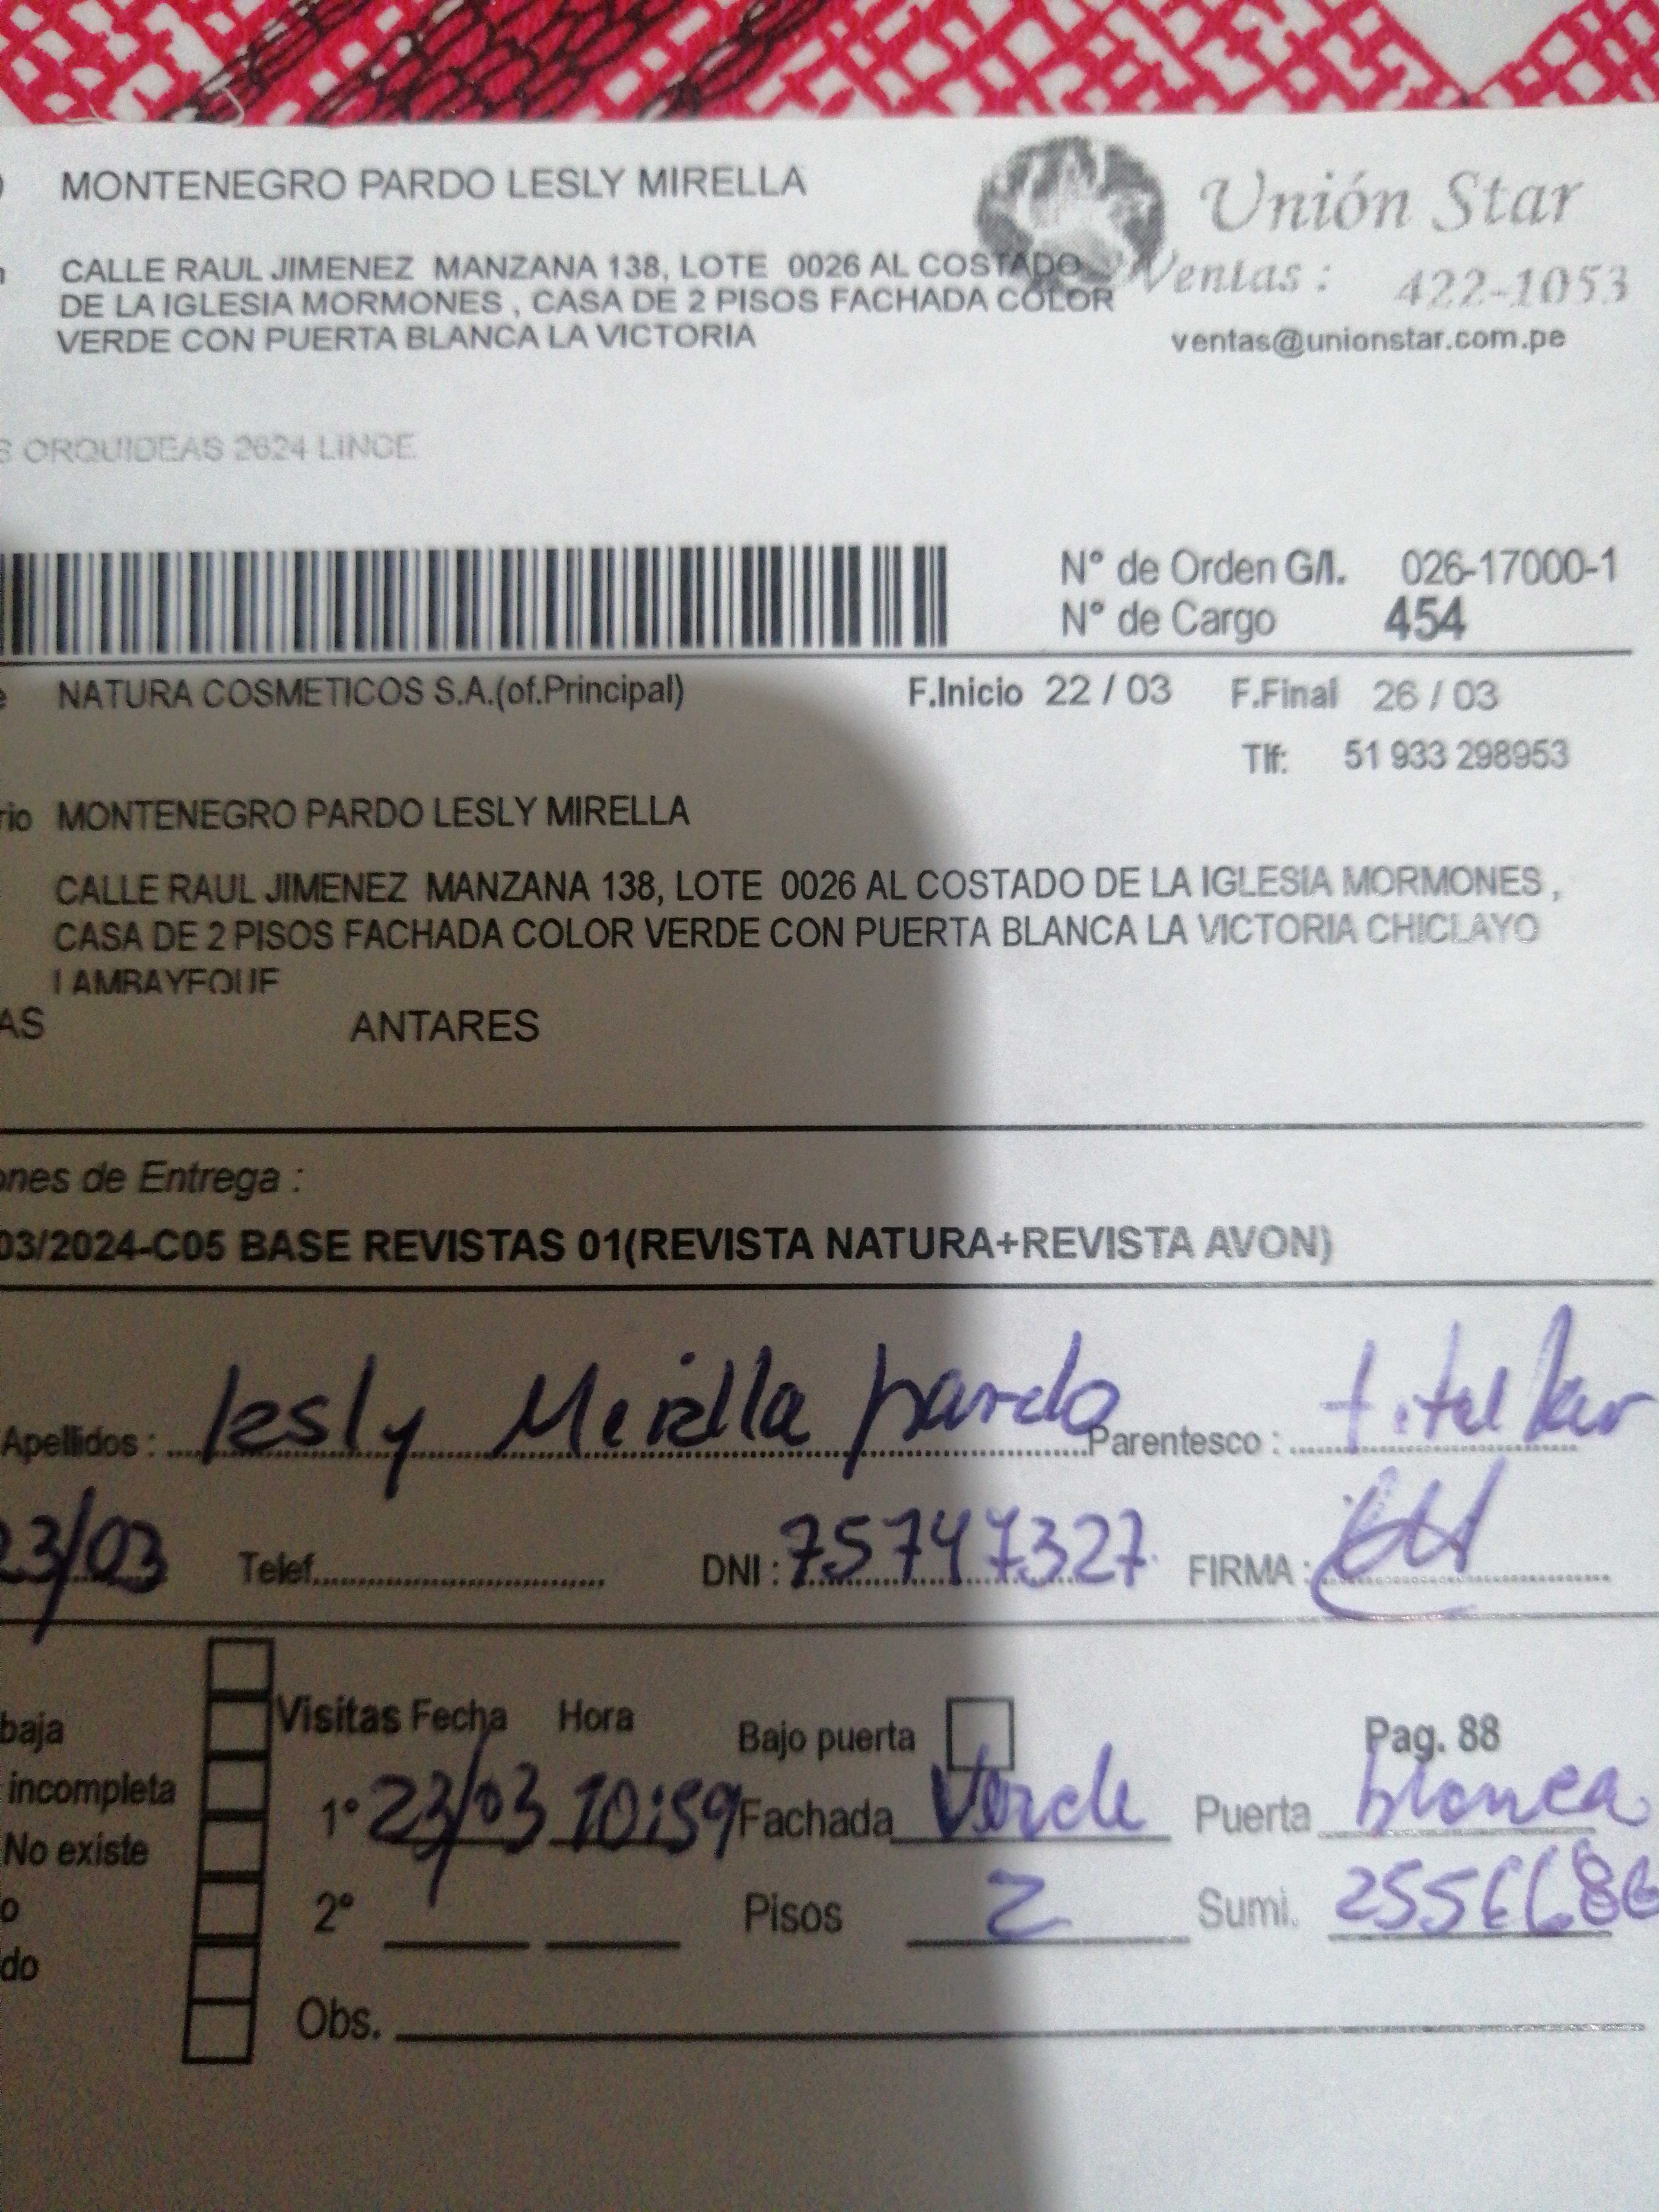 MONTENEGRO PARDO LESLY MIRELLA
Unión Star
CALLE RAUL JIMENEZ MANZANA 138, LOTE 0026 AL COSTADO
DE LA IGLESIA MORMONES , CASA DE 2 PISOS FACHADA COLOR
VERDE CON PUERTA BLANCA LA VICTORIA
Ventas : 422-1053
ventas@unionstar.com.pe
S ORQUIDEAS 2624 LINCE
N° de Orden G/I. 026-17000-1
N° de Cargo 454
NATURA COSMETICOS S.A.(of.Principal) F.Inicio 22 / 03 F.Final 26 / 03
Tlf: 51 933 298953
rio MONTENEGRO PARDO LESLY MIRELLA
CALLE RAUL JIMENEZ MANZANA 138, LOTE 0026 AL COSTADO DE LA IGLESIA MORMONES ,
CASA DE 2 PISOS FACHADA COLOR VERDE CON PUERTA BLANCA LA VICTORIA CHICLAYO
LAMBAYEQUE
AS ANTARES
ones de Entrega :
03/2024-C05 BASE REVISTAS 01(REVISTA NATURA+REVISTA AVON)
Apellidos : lesly Mirella pardo Parentesco : titular
23/03 Telef. DNI : 75747327 FIRMA :
Visitas Fecha Hora Bajo puerta Pag. 88
baja
incompleta 1° 23/03 10:59 Fachada Verde Puerta blanca
No existe
o 2° Pisos 2 Sumi.
do
Obs.